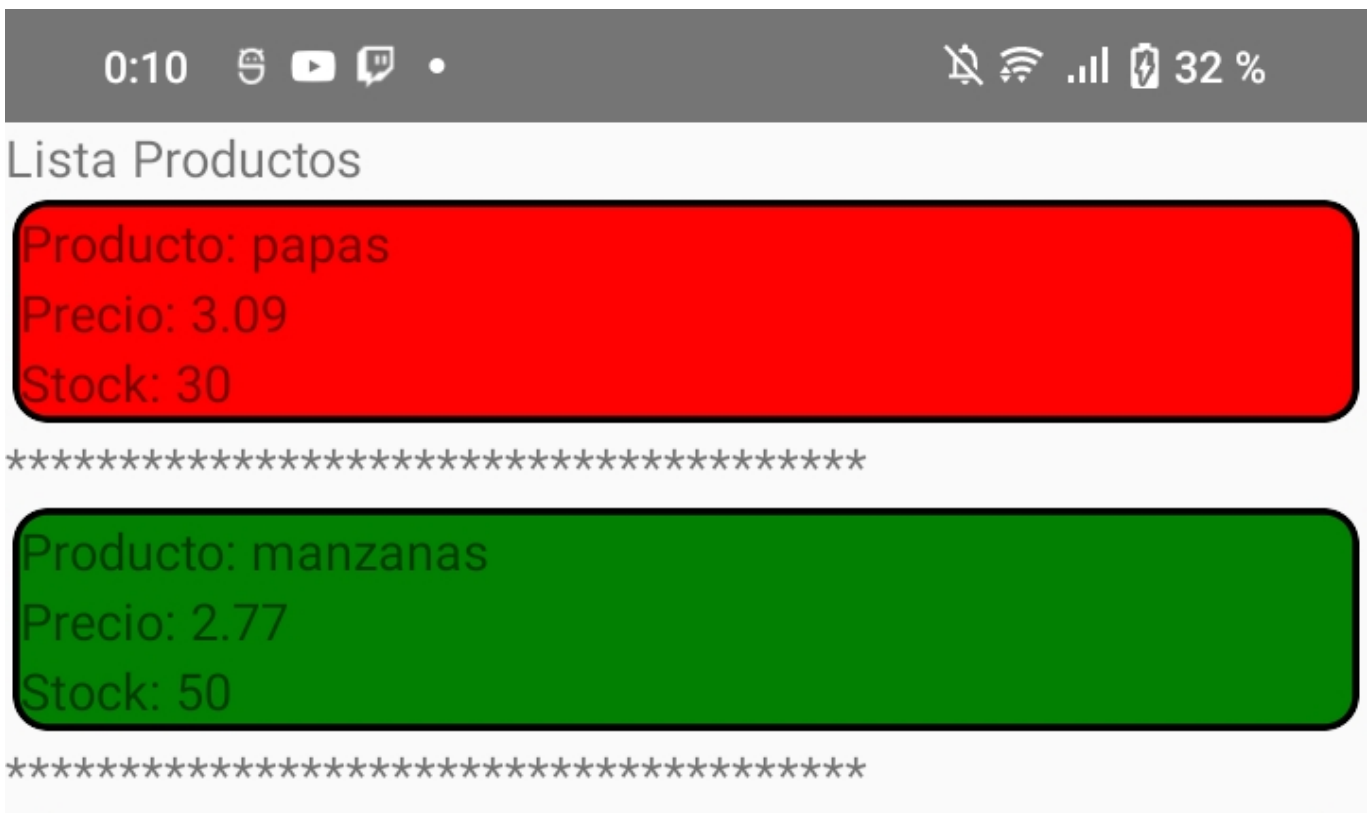 0:10 32 %
Lista Productos
Producto: papas
Precio: 3.09
Stock: 30
**************************************
Producto: manzanas
Precio: 2.77
Stock: 50
**************************************